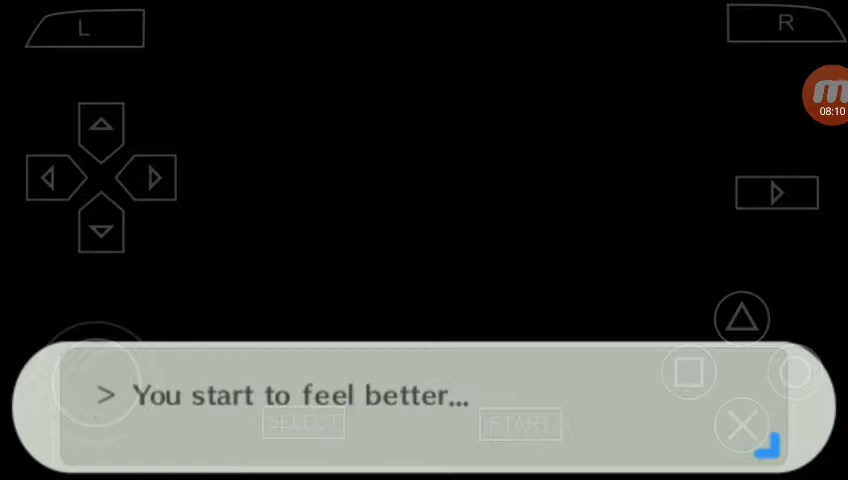 L
R
08:10
> You start to feel better...
SELECT
START